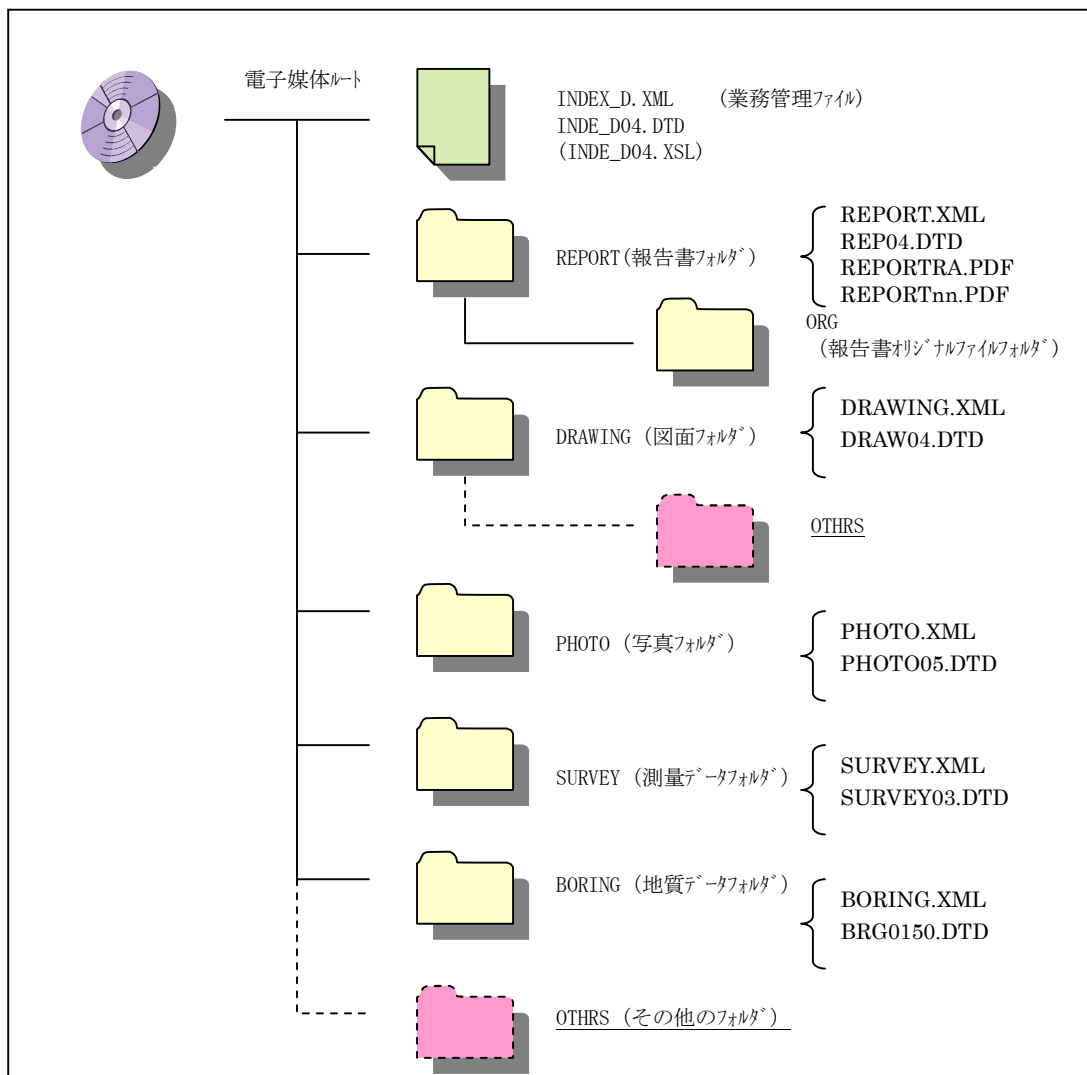 電子媒体ﾙｰﾄ
INDEX_D.XML （業務管理ﾌｧｲﾙ）
INDE_D04.DTD
(INDE_D04.XSL)
REPORT(報告書ﾌｫﾙﾀﾞ)
REPORT.XML
REP04.DTD
REPORTRA.PDF
REPORTnn.PDF
ORG
（報告書ｵﾘｼﾞﾅﾙﾌｧｲﾙﾌｫﾙﾀﾞ）
DRAWING（図面ﾌｫﾙﾀﾞ）
DRAWING.XML
DRAW04.DTD
OTHRS
PHOTO（写真ﾌｫﾙﾀﾞ）
PHOTO.XML
PHOTO05.DTD
SURVEY（測量ﾃﾞｰﾀﾌｫﾙﾀﾞ）
SURVEY.XML
SURVEY03.DTD
BORING（地質ﾃﾞｰﾀﾌｫﾙﾀﾞ）
BORING.XML
BRG0150.DTD
OTHRS（その他のﾌｫﾙﾀﾞ）